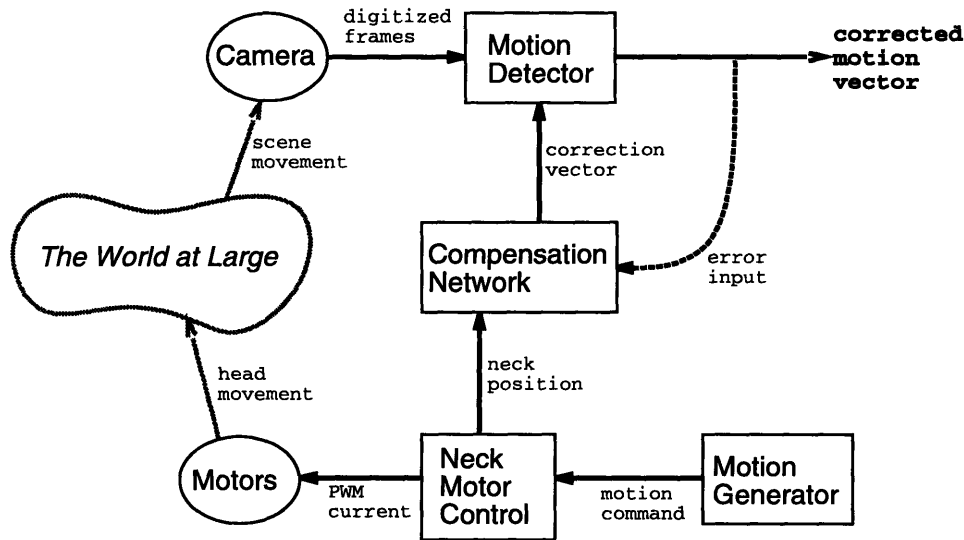 digitized
frames
Camera
Motion
Detector
corrected
motion
vector
scene
movement
correction
vector
The World at Large
Compensation
Network
error
input
head
movement
neck
position
Motors
PWM
current
Neck
Motor
Control
motion
command
Motion
Generator